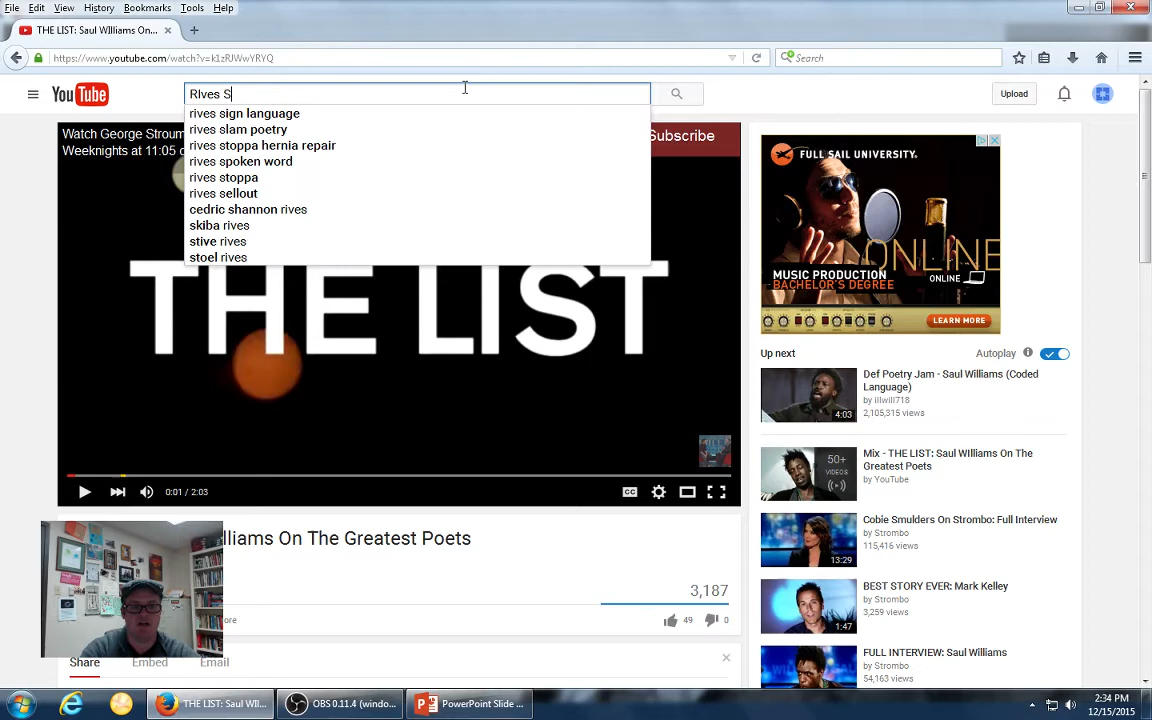 File Edit View History Bookmarks Tools Help
THE LIST: Saul Williams On...
https://www.youtube.com/watch?v=k1zRJWwYRYQ
Search
YouTube
RIves S
Upload
rives sign language
rives slam poetry
rives stoppa hernia repair
rives spoken word
rives stoppa
rives sellout
cedric shannon rives
skiba rives
stive rives
stoel rives
Watch George Stroum
Weeknights at 11:05
Subscribe
THE LIST
0:01 / 2:03
CC
lliams On The Greatest Poets
3,187
ore
49
0
Share Embed Email
FULL SAIL UNIVERSITY.
ONLINE
MUSIC PRODUCTION
BACHELOR'S DEGREE
ONLINE
LEARN MORE
Up next
Autoplay
Def Poetry Jam - Saul Williams (Coded
Language)
by illwill718
2,105,315 views
4:03
Mix - THE LIST: Saul WIlliams On The
Greatest Poets
by YouTube
50+
VIDEOS
Cobie Smulders On Strombo: Full Interview
by Strombo
115,416 views
13:29
BEST STORY EVER: Mark Kelley
by Strombo
3,259 views
1:47
FULL INTERVIEW: Saul Williams
by Strombo
54,163 views
THE LIST: Saul WIl...
OBS 0.11.4 (windo...
PowerPoint Slide ...
2:34 PM
12/15/2015